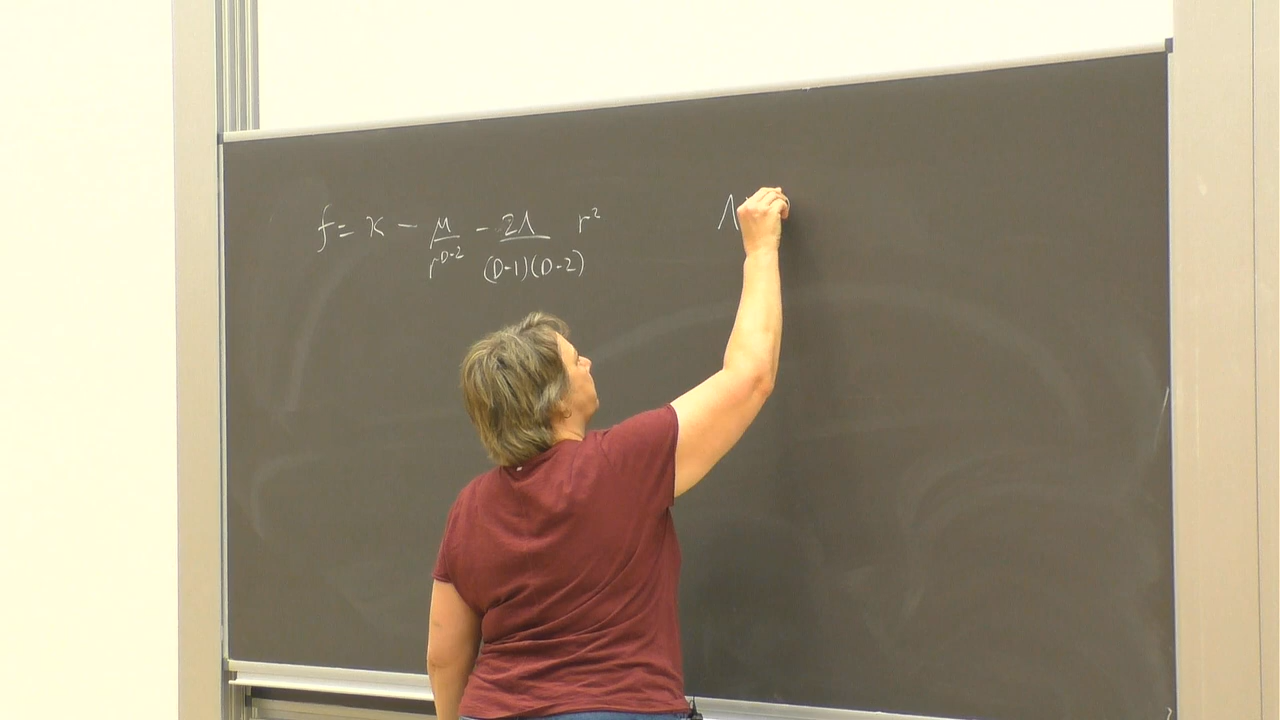 f = κ − μ/r^{D-2} − 2Λ/(D-1)(D-2) r²
Λ